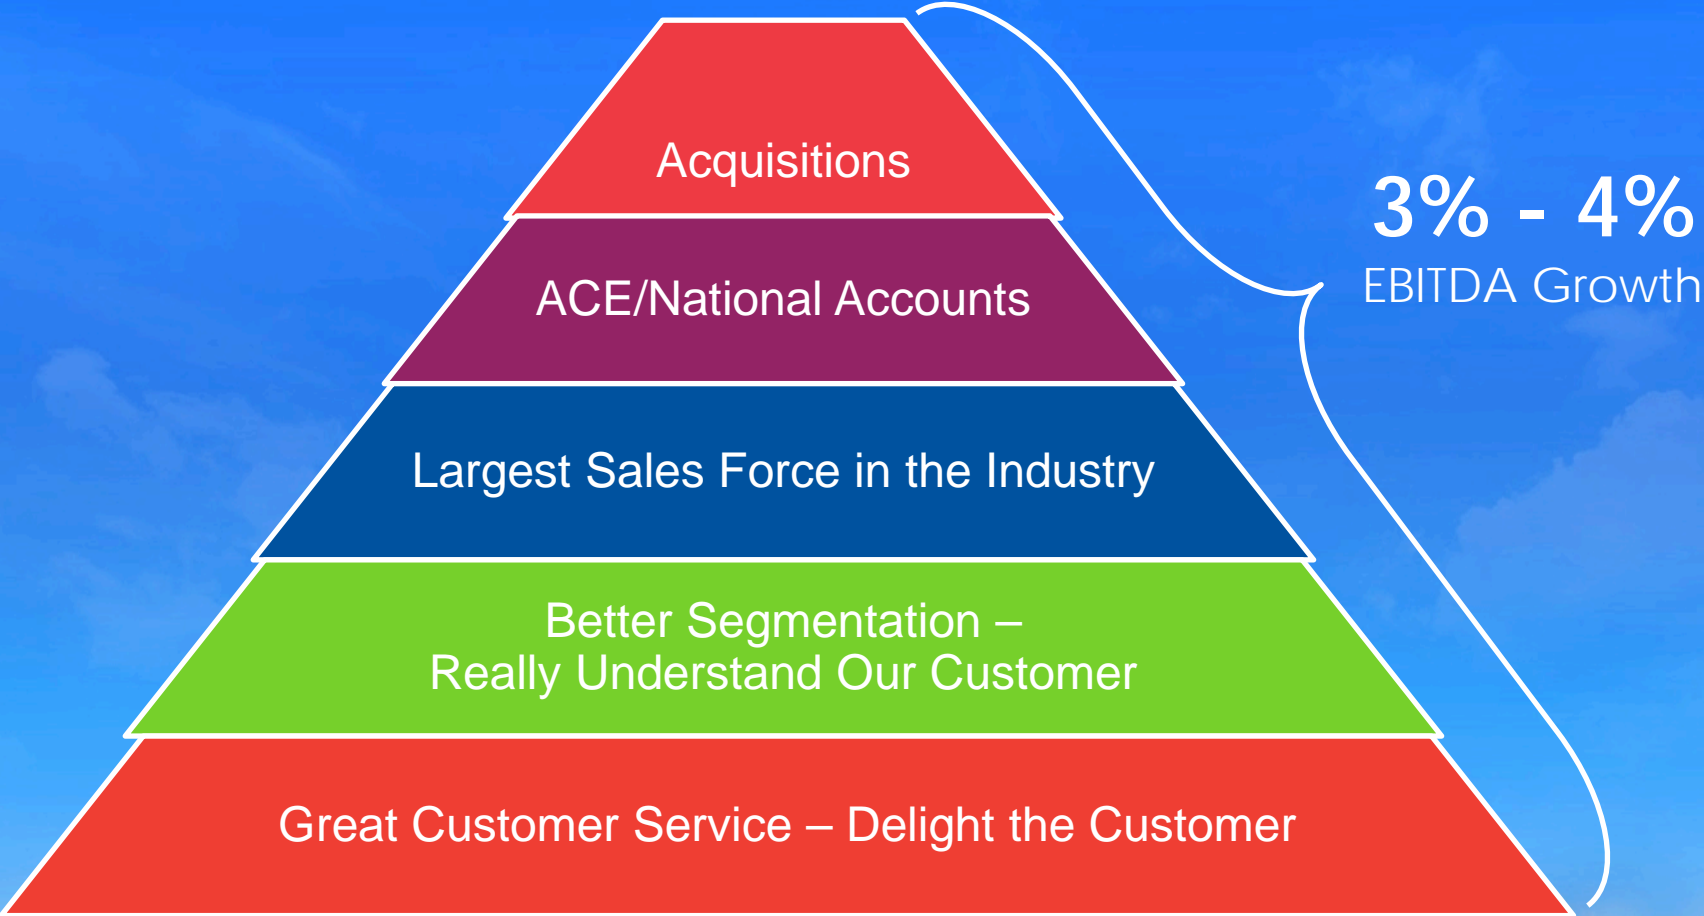 Acquisitions
ACE/National Accounts
Largest Sales Force in the Industry
Better Segmentation –
Really Understand Our Customer
Great Customer Service – Delight the Customer
3% - 4%
EBITDA Growth